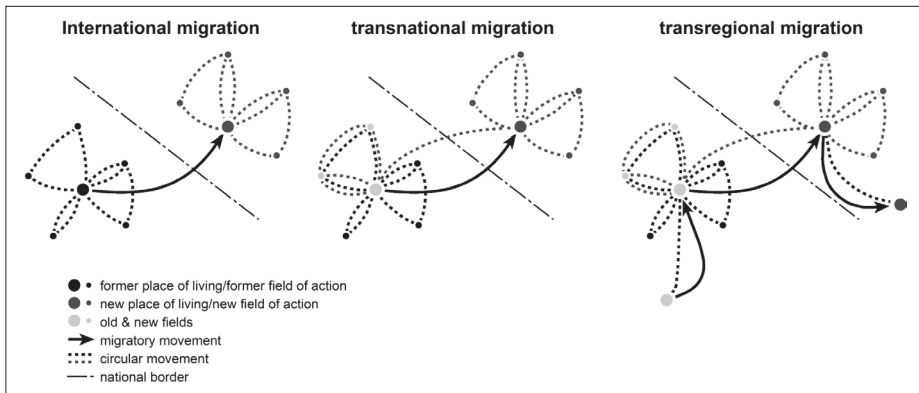 International migration
transnational migration
transregional migration
former place of living/former field of action
new place of living/new field of action
old & new fields
migratory movement
circular movement
national border